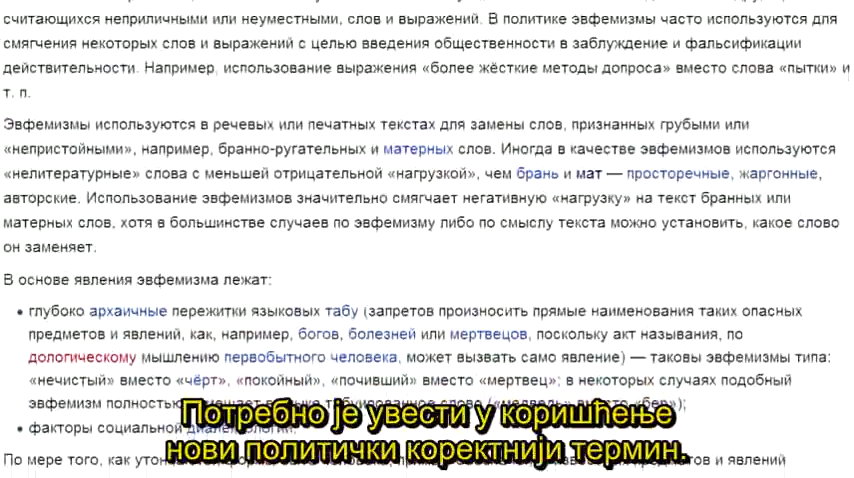 считающихся неприличными или неуместными, слов и выражений. В политике эвфемизмы часто используются для
смягчения некоторых слов и выражений с целью введения общественности в заблуждение и фальсификации
действительности. Например, использование выражения «более жёсткие методы допроса» вместо слова «пытки» и
т. п.
Эвфемизмы используются в речевых или печатных текстах для замены слов, признанных грубыми или
«непристойными», например, бранно-ругательных и матерных слов. Иногда в качестве эвфемизмов используются
«нелитературные» слова с меньшей отрицательной «нагрузкой», чем брань и мат — просторечные, жаргонные,
авторские. Использование эвфемизмов значительно смягчает негативную «нагрузку» на текст бранных или
матерных слов, хотя в большинстве случаев по эвфемизму либо по смыслу текста можно установить, какое слово
он заменяет.
В основе явления эвфемизма лежат:
• глубоко архаичные пережитки языковых табу (запретов произносить прямые наименования таких опасных
предметов и явлений, как, например, богов, болезней или мертвецов, поскольку акт называния, по
дологическому мышлению первобытного человека, может вызвать само явление) — таковы эвфемизмы типа:
«нечистый» вместо «чёрт», «покойный», «почивший» вместо «мертвец»; в некоторых случаях подобный
эвфемизм полностью
• факторы социальной
Потребно је увести у коришћење
нови политички коректнији термин.
По мере того, как явлений